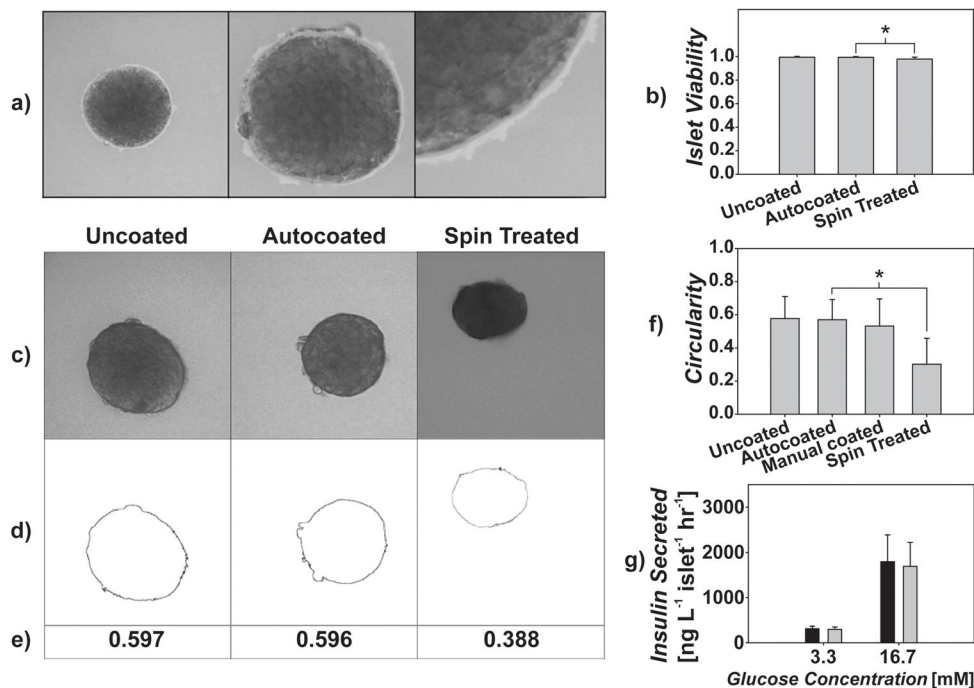 a)
b)
Islet Viability
1.0
0.8
0.6
0.4
0.2
0.0
*
Uncoated
Autocoated
Spin Treated
Uncoated
Autocoated
Spin Treated
c)
d)
e)
0.597
0.596
0.388
f)
Circularity
1.0
0.8
0.6
0.4
0.2
0.0
*
Uncoated
Autocoated
Manual coated
Spin Treated
g)
Insulin Secreted
[ng L⁻¹ islet⁻¹ hr⁻¹]
3000
2000
1000
0
3.3
16.7
Glucose Concentration [mM]